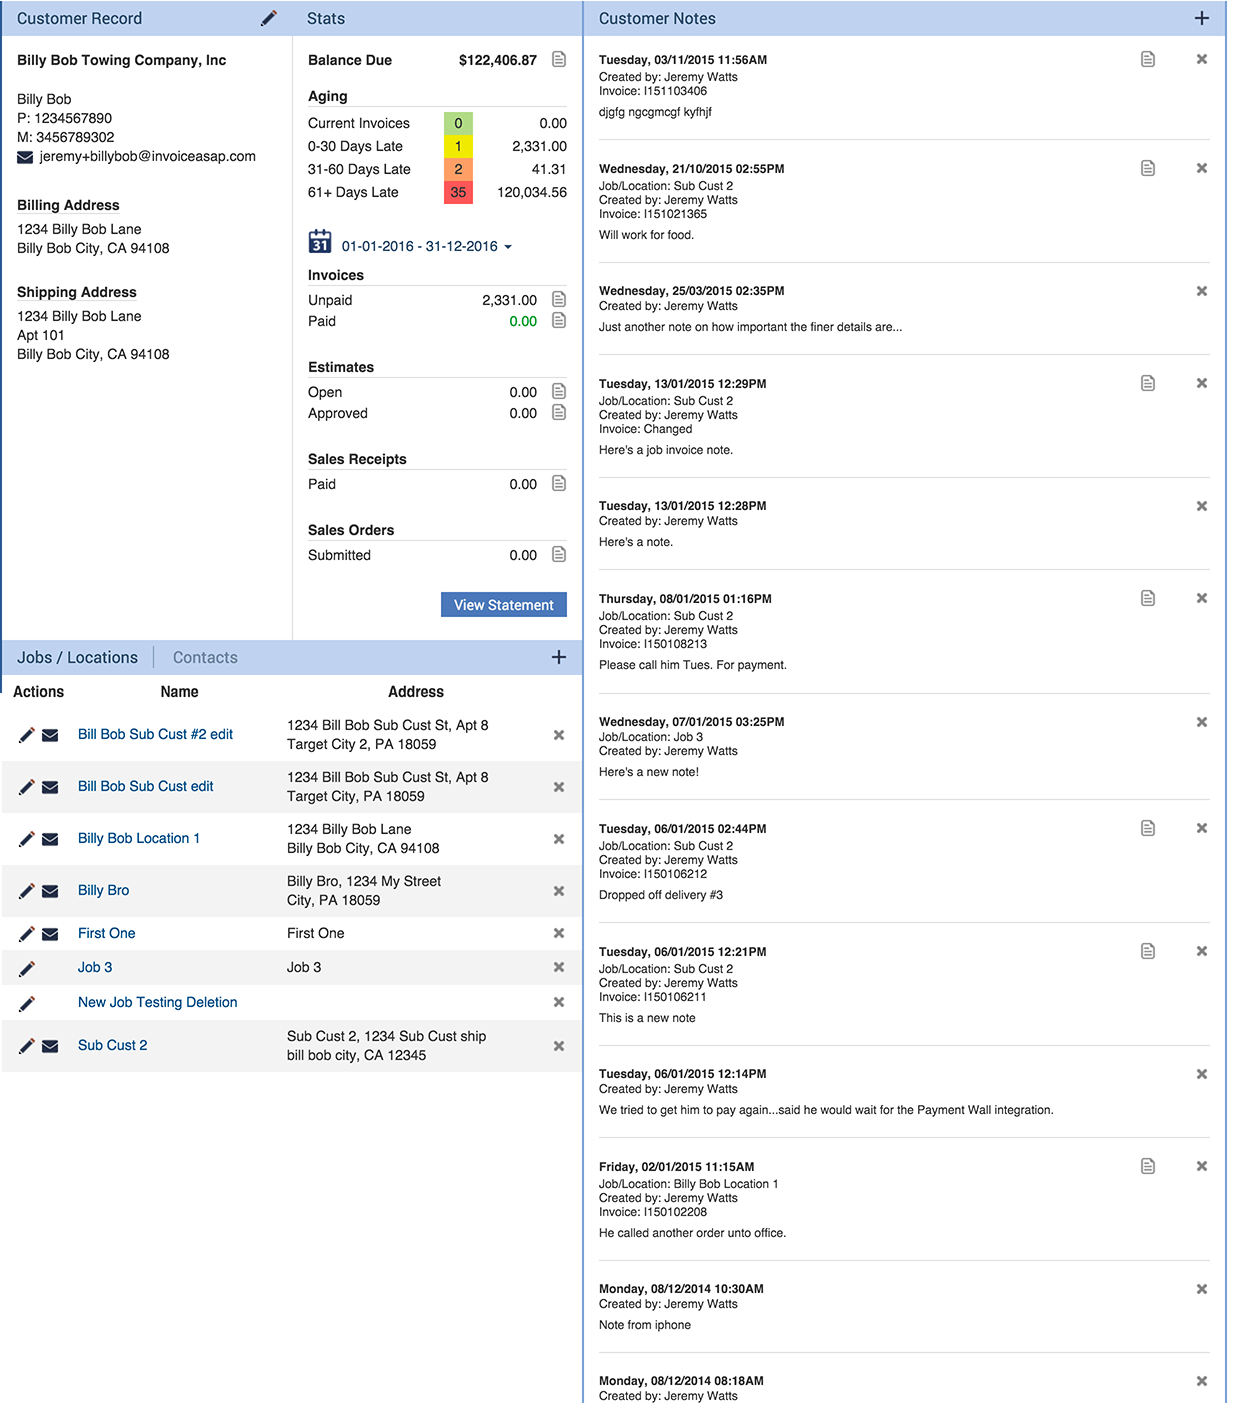 Customer Record
Billy Bob Towing Company, Inc
Billy Bob
P: 1234567890
M: 3456789302
jeremy+billybob@invoiceasap.com
Billing Address
1234 Billy Bob Lane
Billy Bob City, CA 94108
Shipping Address
1234 Billy Bob Lane
Apt 101
Billy Bob City, CA 94108
Stats
Balance Due $122,406.87
Aging
Current Invoices 0 0.00
0-30 Days Late 1 2,331.00
31-60 Days Late 2 41.31
61+ Days Late 35 120,034.56
31 01-01-2016 - 31-12-2016
Invoices
Unpaid 2,331.00
Paid 0.00
Estimates
Open 0.00
Approved 0.00
Sales Receipts
Paid 0.00
Sales Orders
Submitted 0.00
View Statement
Jobs / Locations Contacts
Actions Name Address
Bill Bob Sub Cust #2 edit 1234 Bill Bob Sub Cust St, Apt 8
Target City 2, PA 18059
Bill Bob Sub Cust edit 1234 Bill Bob Sub Cust St, Apt 8
Target City, PA 18059
Billy Bob Location 1 1234 Billy Bob Lane
Billy Bob City, CA 94108
Billy Bro Billy Bro, 1234 My Street
City, PA 18059
First One First One
Job 3 Job 3
New Job Testing Deletion
Sub Cust 2 Sub Cust 2, 1234 Sub Cust ship
bill bob city, CA 12345
Customer Notes
Tuesday, 03/11/2015 11:56AM
Created by: Jeremy Watts
Invoice: I151103406
djgfg ngcgmcgf kyfhjf
Wednesday, 21/10/2015 02:55PM
Job/Location: Sub Cust 2
Created by: Jeremy Watts
Invoice: I151021365
Will work for food.
Wednesday, 25/03/2015 02:35PM
Created by: Jeremy Watts
Just another note on how important the finer details are...
Tuesday, 13/01/2015 12:29PM
Job/Location: Sub Cust 2
Created by: Jeremy Watts
Invoice: Changed
Here's a job invoice note.
Tuesday, 13/01/2015 12:28PM
Created by: Jeremy Watts
Here's a note.
Thursday, 08/01/2015 01:16PM
Job/Location: Sub Cust 2
Created by: Jeremy Watts
Invoice: I150108213
Please call him Tues. For payment.
Wednesday, 07/01/2015 03:25PM
Job/Location: Job 3
Created by: Jeremy Watts
Here's a new note!
Tuesday, 06/01/2015 02:44PM
Job/Location: Sub Cust 2
Created by: Jeremy Watts
Invoice: I150106212
Dropped off delivery #3
Tuesday, 06/01/2015 12:21PM
Job/Location: Sub Cust 2
Created by: Jeremy Watts
Invoice: I150106211
This is a new note
Tuesday, 06/01/2015 12:14PM
Created by: Jeremy Watts
We tried to get him to pay again...said he would wait for the Payment Wall integration.
Friday, 02/01/2015 11:15AM
Job/Location: Billy Bob Location 1
Created by: Jeremy Watts
Invoice: I150102208
He called another order unto office.
Monday, 08/12/2014 10:30AM
Created by: Jeremy Watts
Note from iphone
Monday, 08/12/2014 08:18AM
Created by: Jeremy Watts